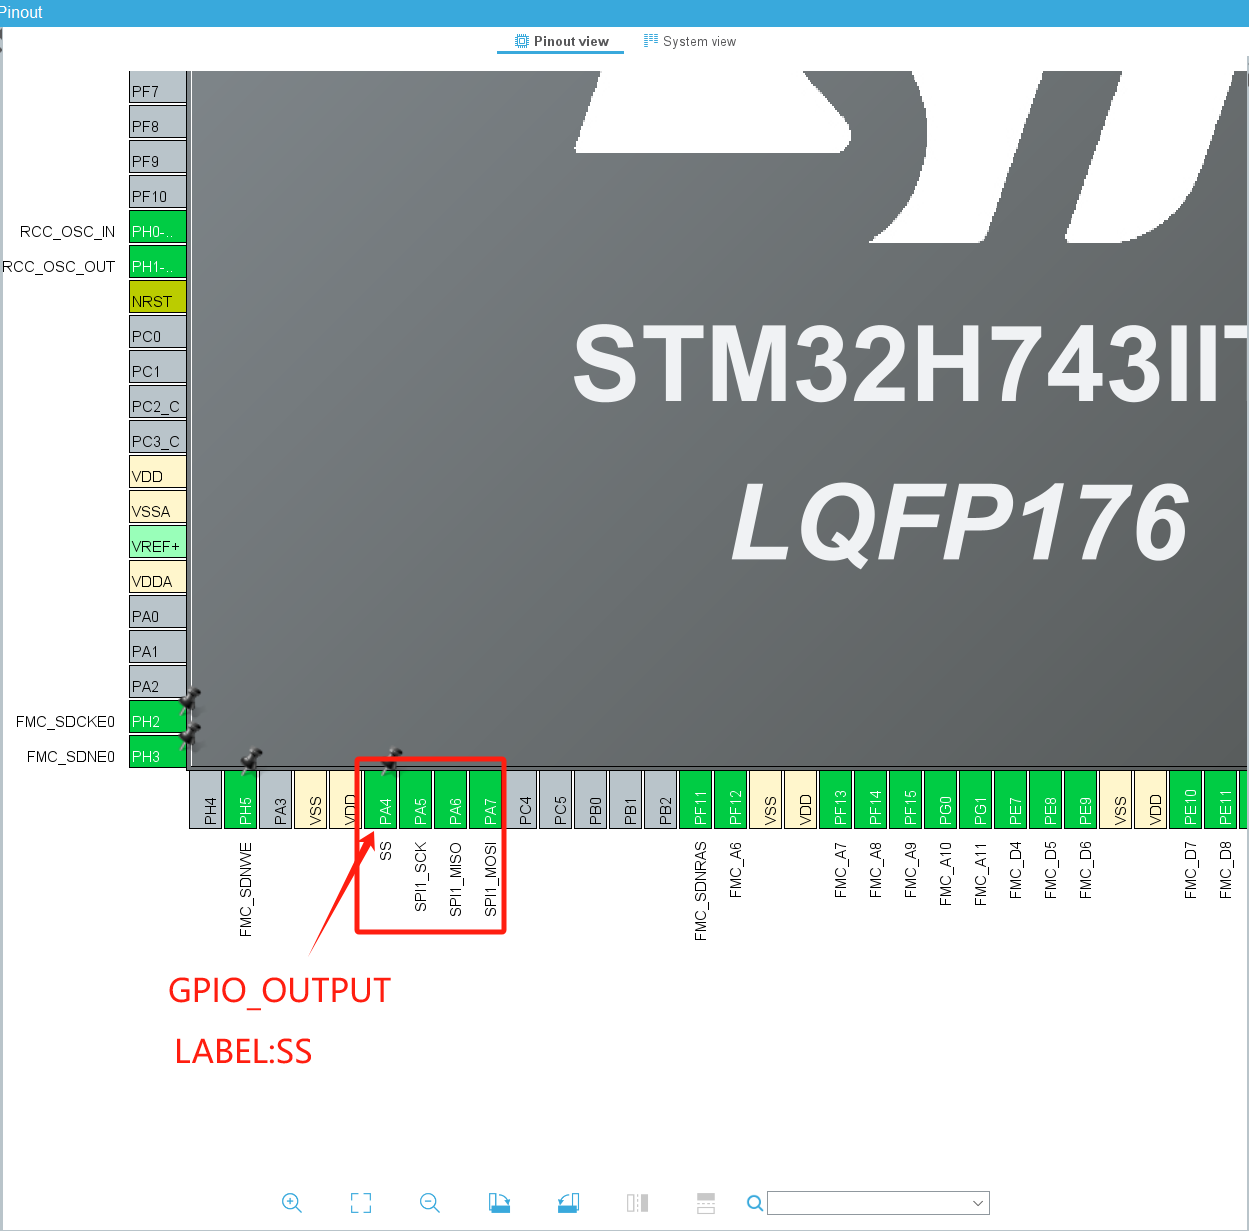 Pinout
Pinout view
System view
PF7
PF8
PF9
PF10
RCC_OSC_IN PH0-..
RCC_OSC_OUT PH1-..
NRST
PC0
PC1
PC2_C
PC3_C
VDD
VSSA
VREF+
VDDA
PA0
PA1
PA2
FMC_SDCKE0 PH2
FMC_SDNE0 PH3
STM32H743IIT
LQFP176
PH4
PH5
PA3
VSS
VDD
PA4
PA5
PA6
PA7
PC4
PC5
PB0
PB1
PB2
PF11
PF12
VSS
VDD
PF13
PF14
PF15
PG0
PG1
PE7
PE8
PE9
VSS
VDD
PE10
PE11
FMC_SDNWE
SS
SPI1_SCK
SPI1_MISO
SPI1_MOSI
FMC_SDNRAS
FMC_A6
FMC_A7
FMC_A8
FMC_A9
FMC_A10
FMC_A11
FMC_D4
FMC_D5
FMC_D6
FMC_D7
FMC_D8
GPIO_OUTPUT
LABEL:SS